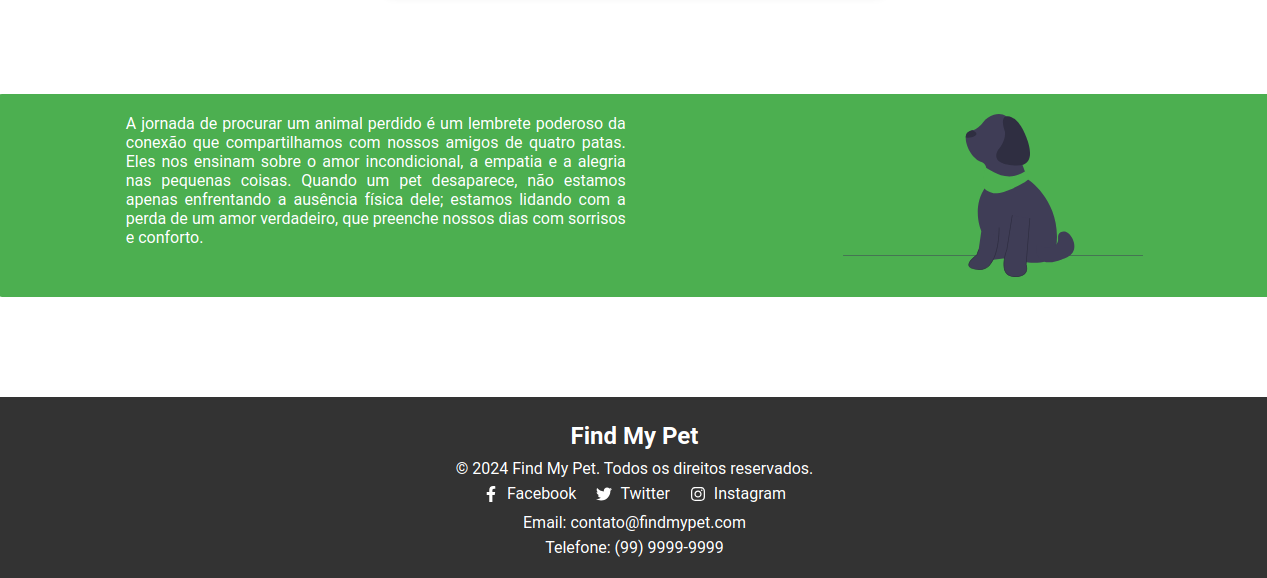 A jornada de procurar um animal perdido é um lembrete poderoso da
conexão que compartilhamos com nossos amigos de quatro patas.
Eles nos ensinam sobre o amor incondicional, a empatia e a alegria
nas pequenas coisas. Quando um pet desaparece, não estamos
apenas enfrentando a ausência física dele; estamos lidando com a
perda de um amor verdadeiro, que preenche nossos dias com sorrisos
e conforto.
Find My Pet
© 2024 Find My Pet. Todos os direitos reservados.
Facebook Twitter Instagram
Email: contato@findmypet.com
Telefone: (99) 9999-9999